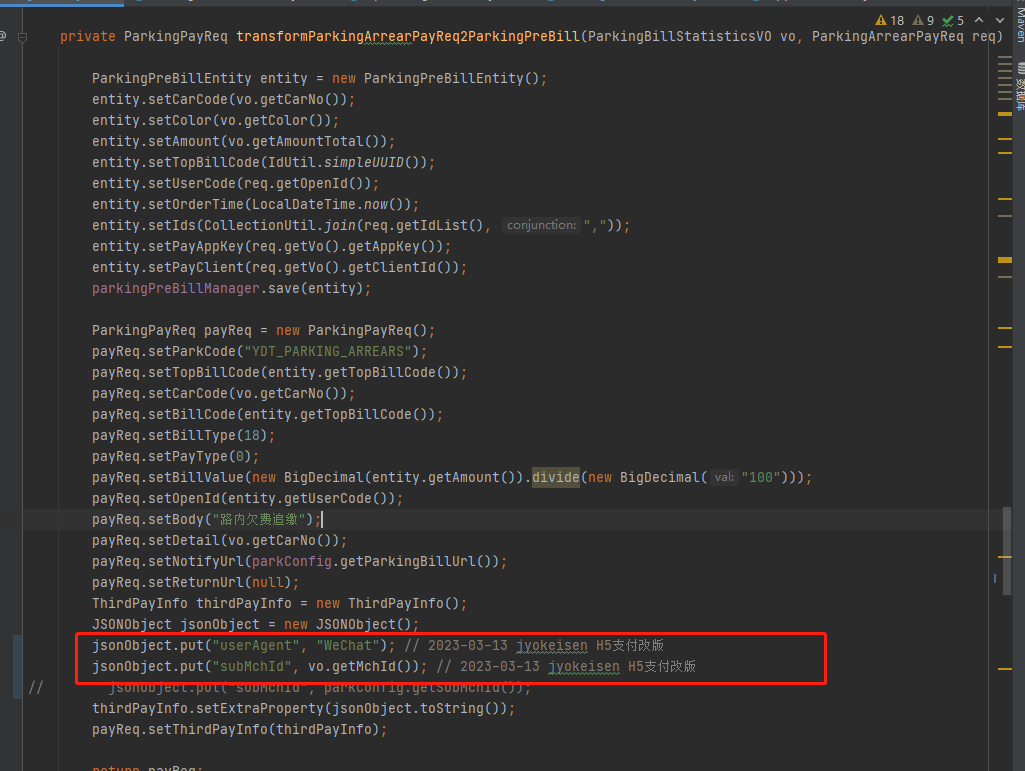 18 9 5
private ParkingPayReq transformParkingArrearPayReq2ParkingPreBill(ParkingBillStatisticsVO vo, ParkingArrearPayReq req)
Maven
数据库
ParkingPreBillEntity entity = new ParkingPreBillEntity();
entity.setCarCode(vo.getCarNo());
entity.setColor(vo.getColor());
entity.setAmount(vo.getAmountTotal());
entity.setTopBillCode(IdUtil.simpleUUID());
entity.setUserCode(req.getOpenId());
entity.setOrderTime(LocalDateTime.now());
entity.setIds(CollectionUtil.join(req.getIdList(), conjunction: ","));
entity.setPayAppKey(req.getVo().getAppKey());
entity.setPayClient(req.getVo().getClientId());
parkingPreBillManager.save(entity);
ParkingPayReq payReq = new ParkingPayReq();
payReq.setParkCode("YDT_PARKING_ARREARS");
payReq.setTopBillCode(entity.getTopBillCode());
payReq.setCarCode(vo.getCarNo());
payReq.setBillCode(entity.getTopBillCode());
payReq.setBillType(18);
payReq.setPayType(0);
payReq.setBillValue(new BigDecimal(entity.getAmount()).divide(new BigDecimal( val: "100")));
payReq.setOpenId(entity.getUserCode());
payReq.setBody("路内欠费追缴");
payReq.setDetail(vo.getCarNo());
payReq.setNotifyUrl(parkConfig.getParkingBillUrl());
payReq.setReturnUrl(null);
ThirdPayInfo thirdPayInfo = new ThirdPayInfo();
JSONObject jsonObject = new JSONObject();
jsonObject.put("userAgent", "WeChat"); // 2023-03-13 jyokeisen H5支付改版
jsonObject.put("subMchId", vo.getMchId()); // 2023-03-13 jyokeisen H5支付改版
// jsonObject.put("subMchId", parkConfig.getSubMchId());
thirdPayInfo.setExtraProperty(jsonObject.toString());
payReq.setThirdPayInfo(thirdPayInfo);
return payReq;